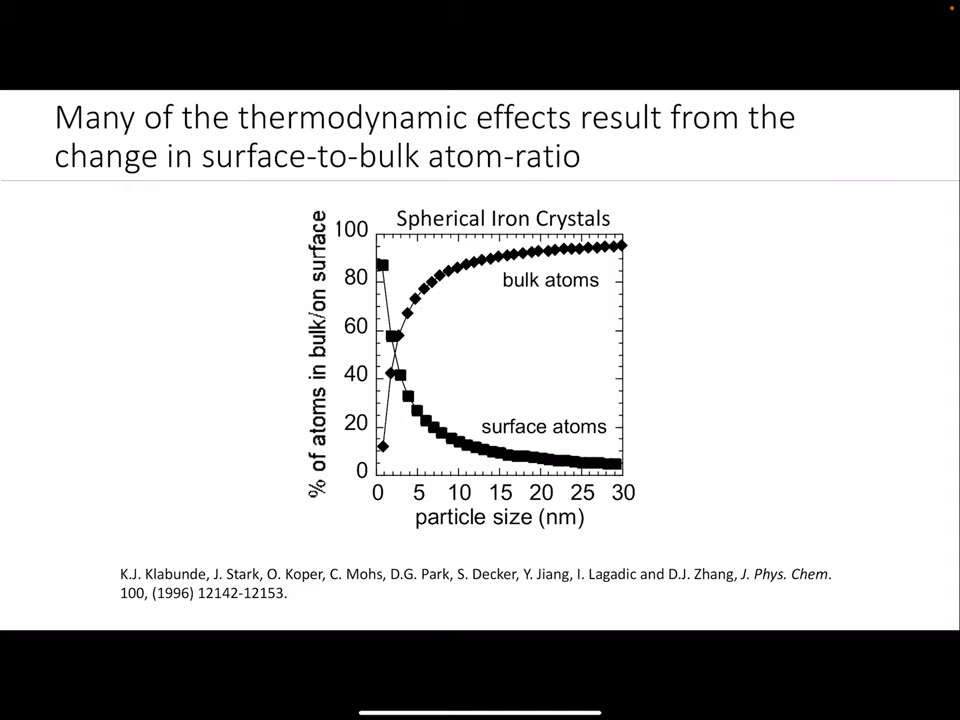 Many of the thermodynamic effects result from the
change in surface-to-bulk atom-ratio
Spherical Iron Crystals
% of atoms in bulk/on surface
100
80
60
40
20
0
bulk atoms
surface atoms
0 5 10 15 20 25 30
particle size (nm)
K.J. Klabunde, J. Stark, O. Koper, C. Mohs, D.G. Park, S. Decker, Y. Jiang, I. Lagadic and D.J. Zhang, J. Phys. Chem.
100, (1996) 12142-12153.